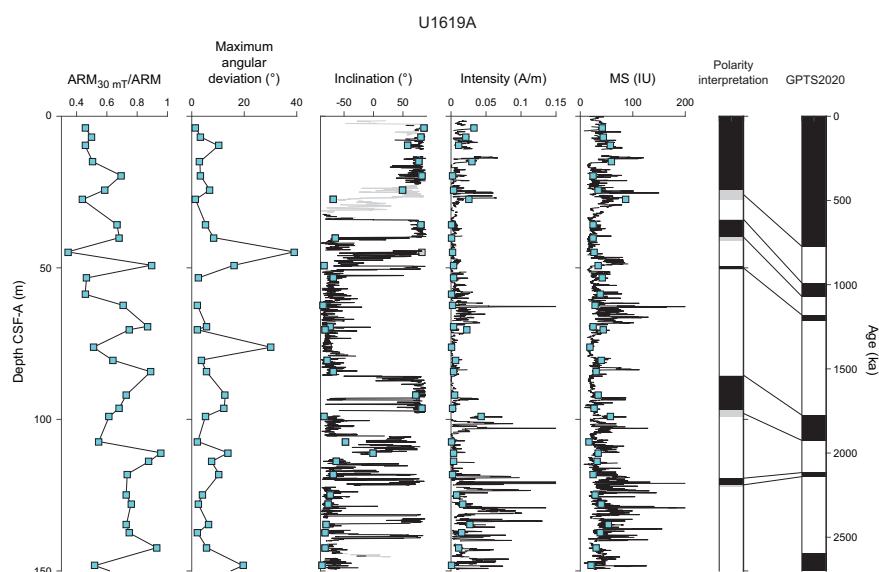 U1619A
ARM30 mT/ARM
Maximum
angular
deviation (°)
Inclination (°)
Intensity (A/m)
MS (IU)
Polarity
interpretation
GPTS2020
0.4 0.6 0.8 1
0 20 40
-50 0 50
0 0.05 0.1 0.15
0 100 200
0
50
100
150
Depth CSF-A (m)
0
500
1000
1500
2000
2500
Age (ka)